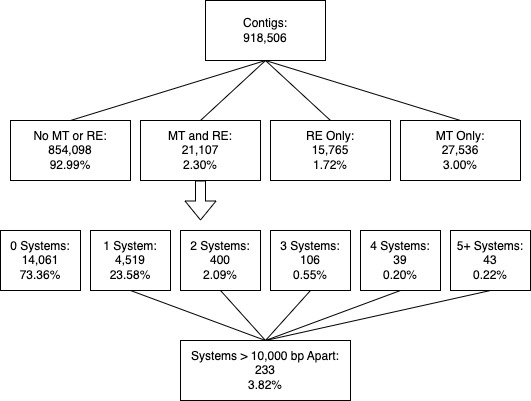 Contigs:
918,506
No MT or RE:
854,098
92.99%
MT and RE:
21,107
2.30%
RE Only:
15,765
1.72%
MT Only:
27,536
3.00%
0 Systems:
14,061
73.36%
1 System:
4,519
23.58%
2 Systems:
400
2.09%
3 Systems:
106
0.55%
4 Systems:
39
0.20%
5+ Systems:
43
0.22%
Systems > 10,000 bp Apart:
233
3.82%